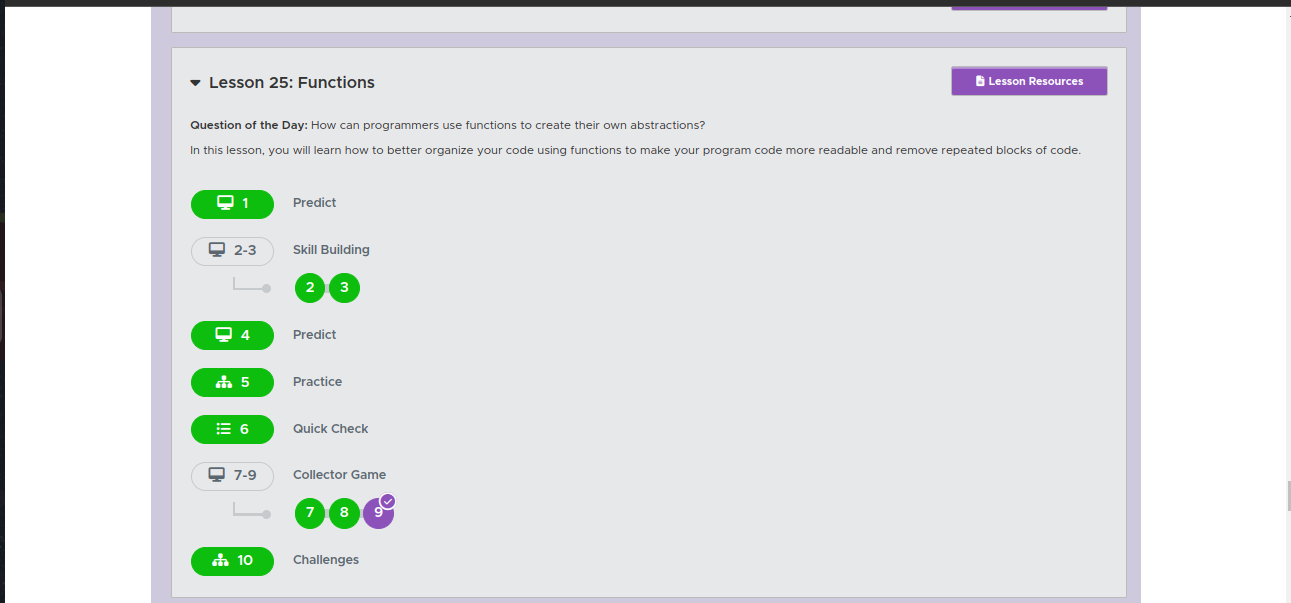 Lesson 25: Functions
Lesson Resources
Question of the Day: How can programmers use functions to create their own abstractions?
In this lesson, you will learn how to better organize your code using functions to make your program code more readable and remove repeated blocks of code.
1 Predict
2-3 Skill Building
2 3
4 Predict
5 Practice
6 Quick Check
7-9 Collector Game
7 8 9
10 Challenges